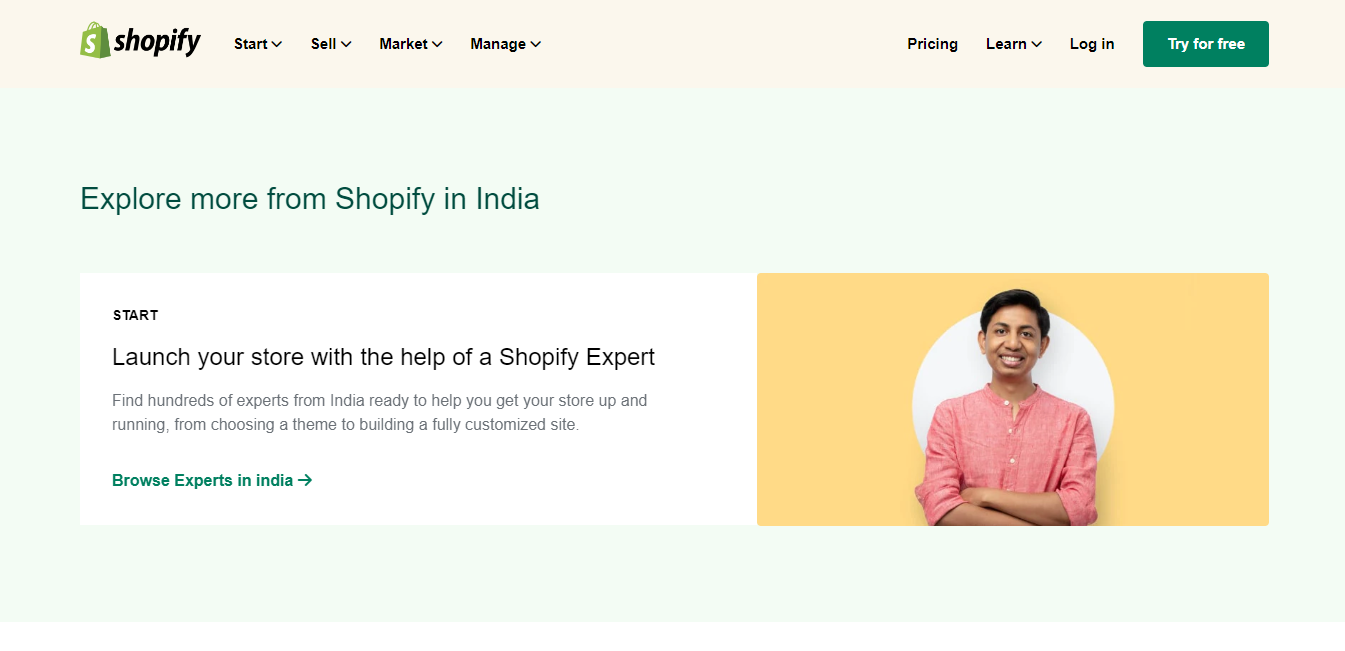 shopify
Start
Sell
Market
Manage
Pricing
Learn
Log in
Try for free
Explore more from Shopify in India
START
Launch your store with the help of a Shopify Expert
Find hundreds of experts from India ready to help you get your store up and
running, from choosing a theme to building a fully customized site.
Browse Experts in india →